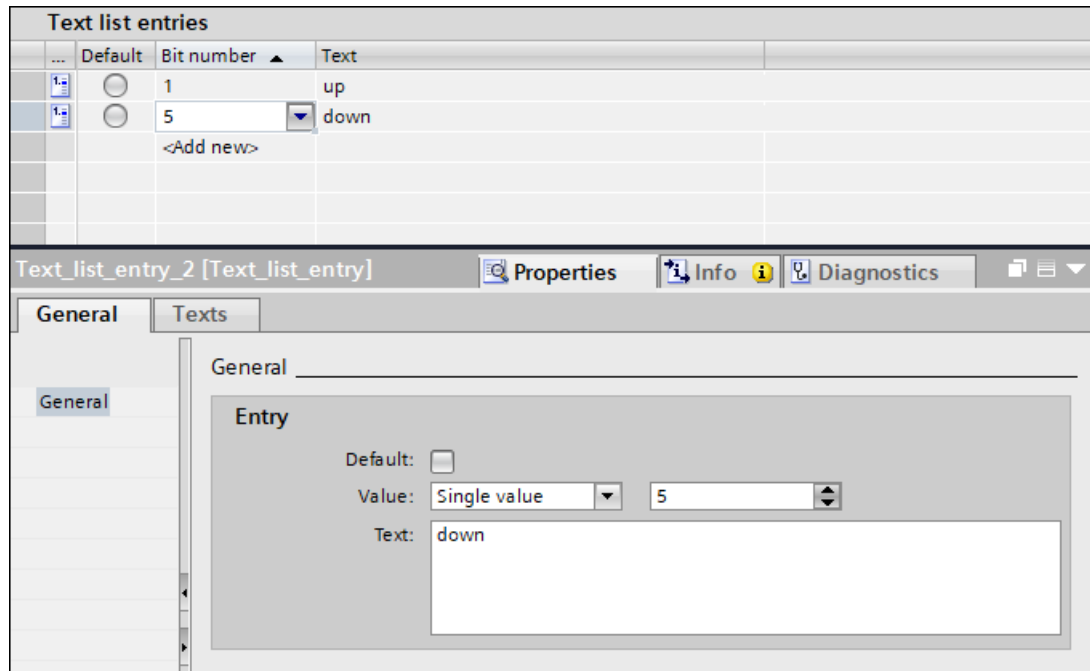 Text list entries
... Default Bit number Text
1 up
5 down
<Add new>
Text_list_entry_2 [Text_list_entry] Properties Info Diagnostics
General Texts
General
General
Entry
Default:
Value: Single value 5
Text: down